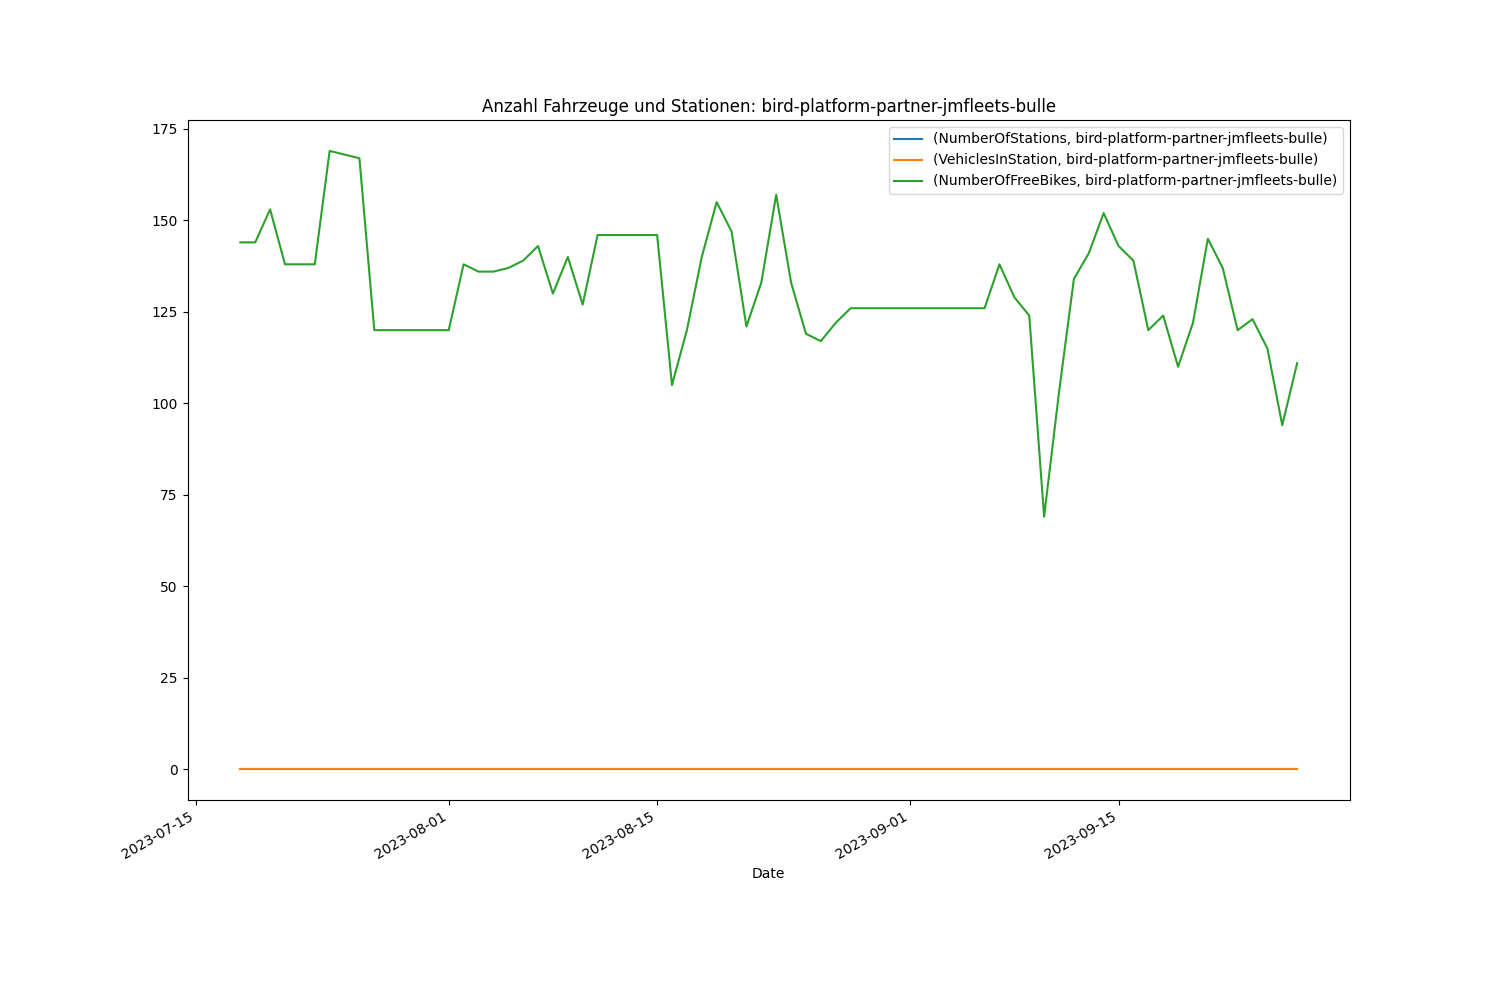 Anzahl Fahrzeuge und Stationen: bird-platform-partner-jmfleets-bulle
(NumberOfStations, bird-platform-partner-jmfleets-bulle)
(VehiclesInStation, bird-platform-partner-jmfleets-bulle)
(NumberOfFreeBikes, bird-platform-partner-jmfleets-bulle)
175
150
125
100
75
50
25
0
2023-07-15
2023-08-01
2023-08-15
2023-09-01
2023-09-15
Date